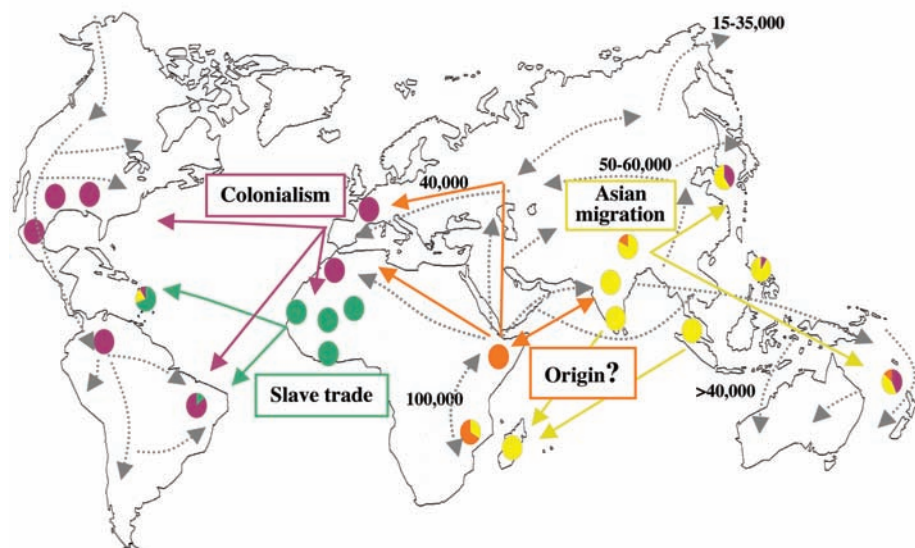 15-35,000
50-60,000
40,000
Colonialism
Asian
migration
Slave trade
100,000
Origin?
>40,000